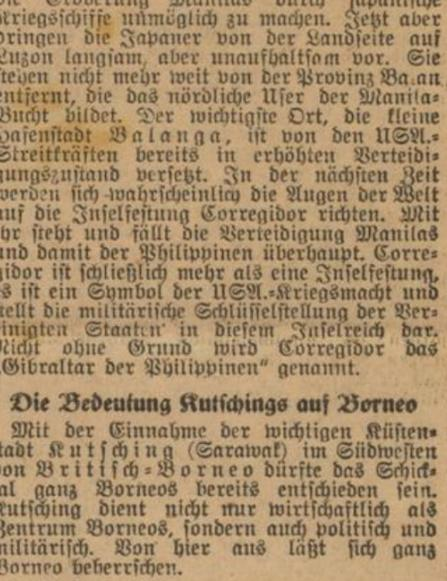 die Eroberung Manilas durch japanische
Kriegsschiffe unmöglich zu machen. Jetzt aber
dringen die Japaner von der Landseite auf
Luzon langsam, aber unaufhaltsam vor. Sie
stehen nicht mehr weit von der Provinz Ba.an
entfernt, die das nördliche Ufer der Manila-
Bucht bildet. Der wichtigste Ort, die kleine
Hafenstadt Balanga, ist von den USA.-
Streitkräften bereits in erhöhten Verteidi-
gungszustand versetzt. In der nächsten Zeit
werden sich wahrscheinlich die Augen der Welt
auf die Inselfestung Corregidor richten. Mit
ihr steht und fällt die Verteidigung Manilas
und damit der Philippinen überhaupt. Corre-
gidor ist schließlich mehr als eine Inselfestung,
es ist ein Symbol der USA.-Kriegsmacht und
stellt die militärische Schlüsselstellung der Ver-
einigten Staaten in diesem Inselreich dar.
Nicht ohne Grund wird Corregidor das
„Gibraltar der Philippinen“ genannt.
Die Bedeutung Kutschings auf Borneo
Mit der Einnahme der wichtigen Küsten-
stadt Kutsching (Sarawak) im Südwesten
von Britisch-Borneo dürfte das Schick-
sal ganz Borneos bereits entschieden sein.
Kutsching dient nicht nur wirtschaftlich als
Zentrum Borneos, sondern auch politisch und
militärisch. Von hier aus läßt sich ganz
Borneo beherrschen.